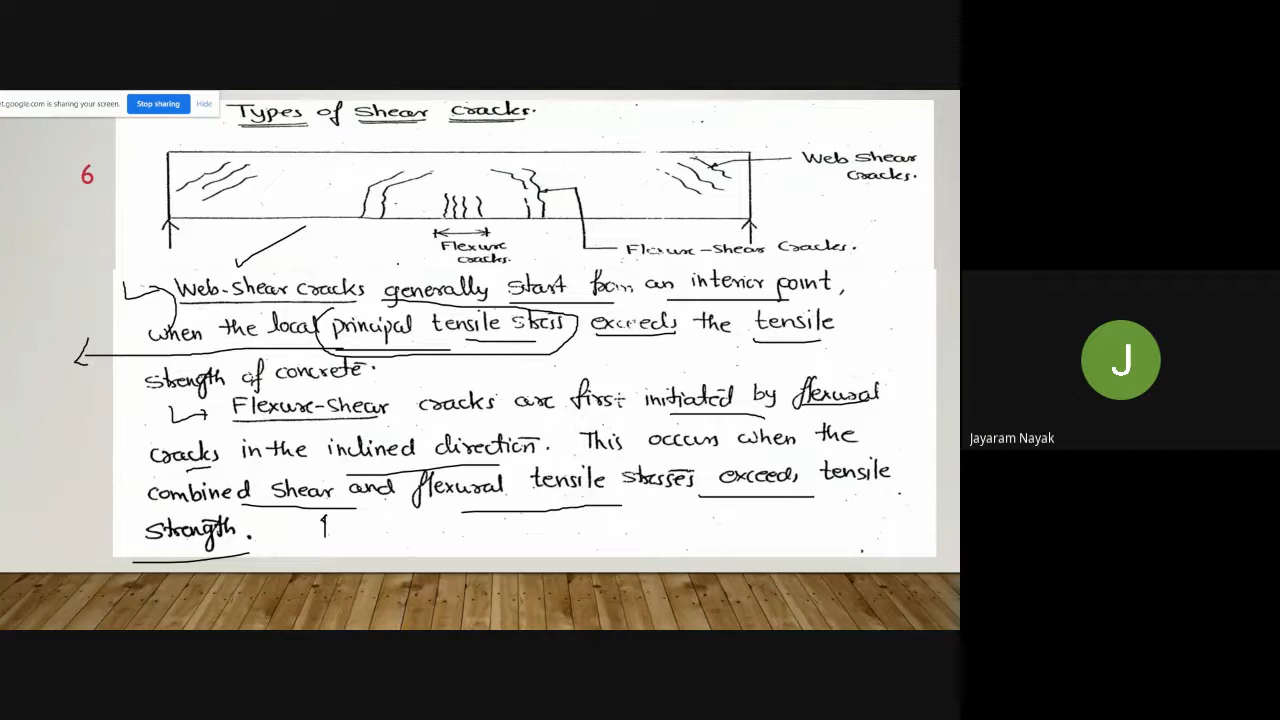 et.google.com is sharing your screen. Stop sharing Hide
Types of Shear cracks.
6
Web Shear
cracks.
Flexure
cracks.
Flexure-Shear Cracks.
Web-Shear cracks generally start from an interior point,
when the local principal tensile stress exceeds the tensile
strength of concrete.
Flexure-Shear cracks are first initiated by flexural
cracks in the inclined direction. This occurs when the
combined shear and flexural tensile stresses exceeds tensile
strength.
J
Jayaram Nayak